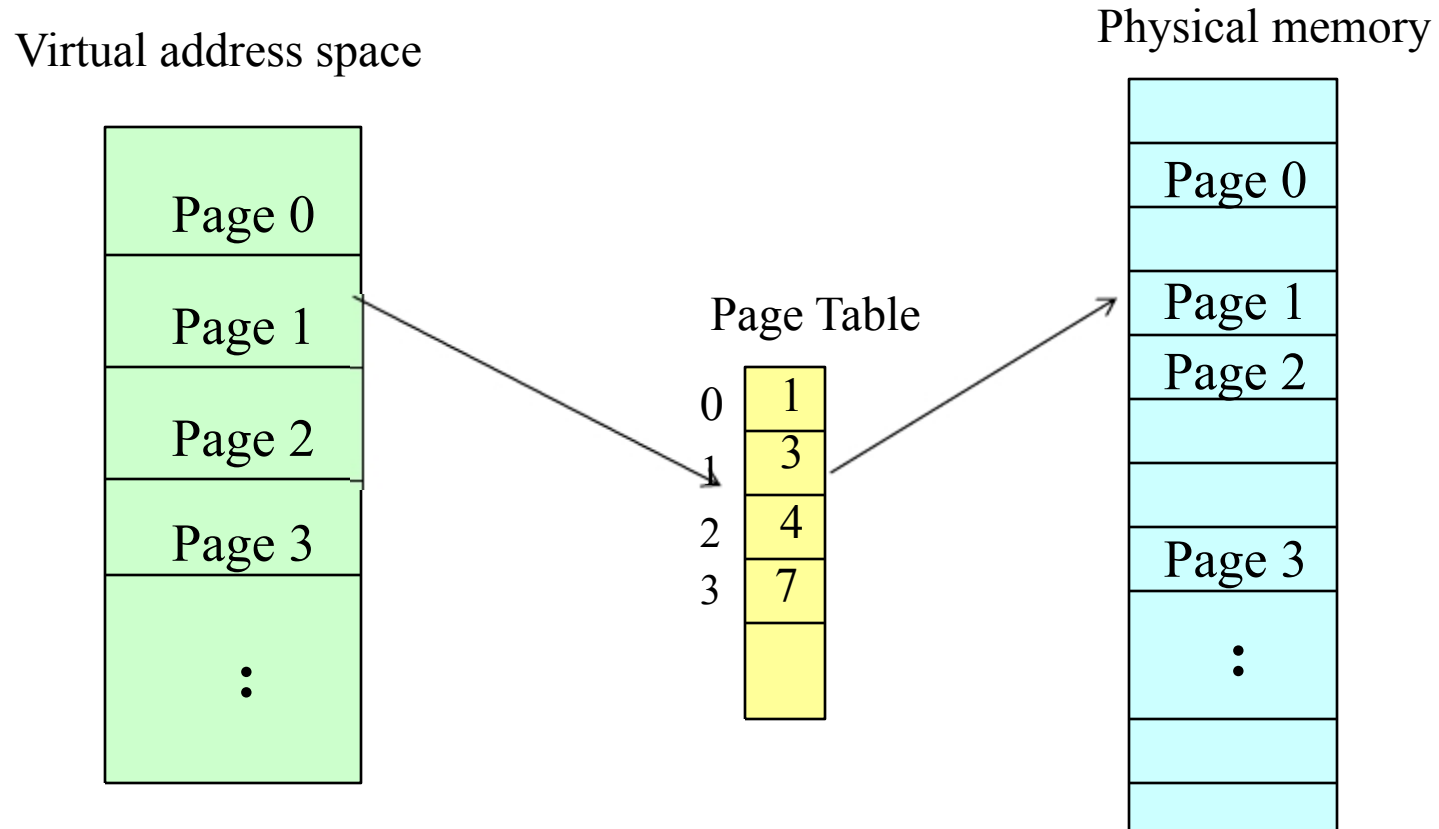 Virtual address space
Page 0
Page 1
Page 2
Page 3
:
Page Table
0 1
1 3
2 4
3 7
Physical memory
Page 0
Page 1
Page 2
Page 3
: